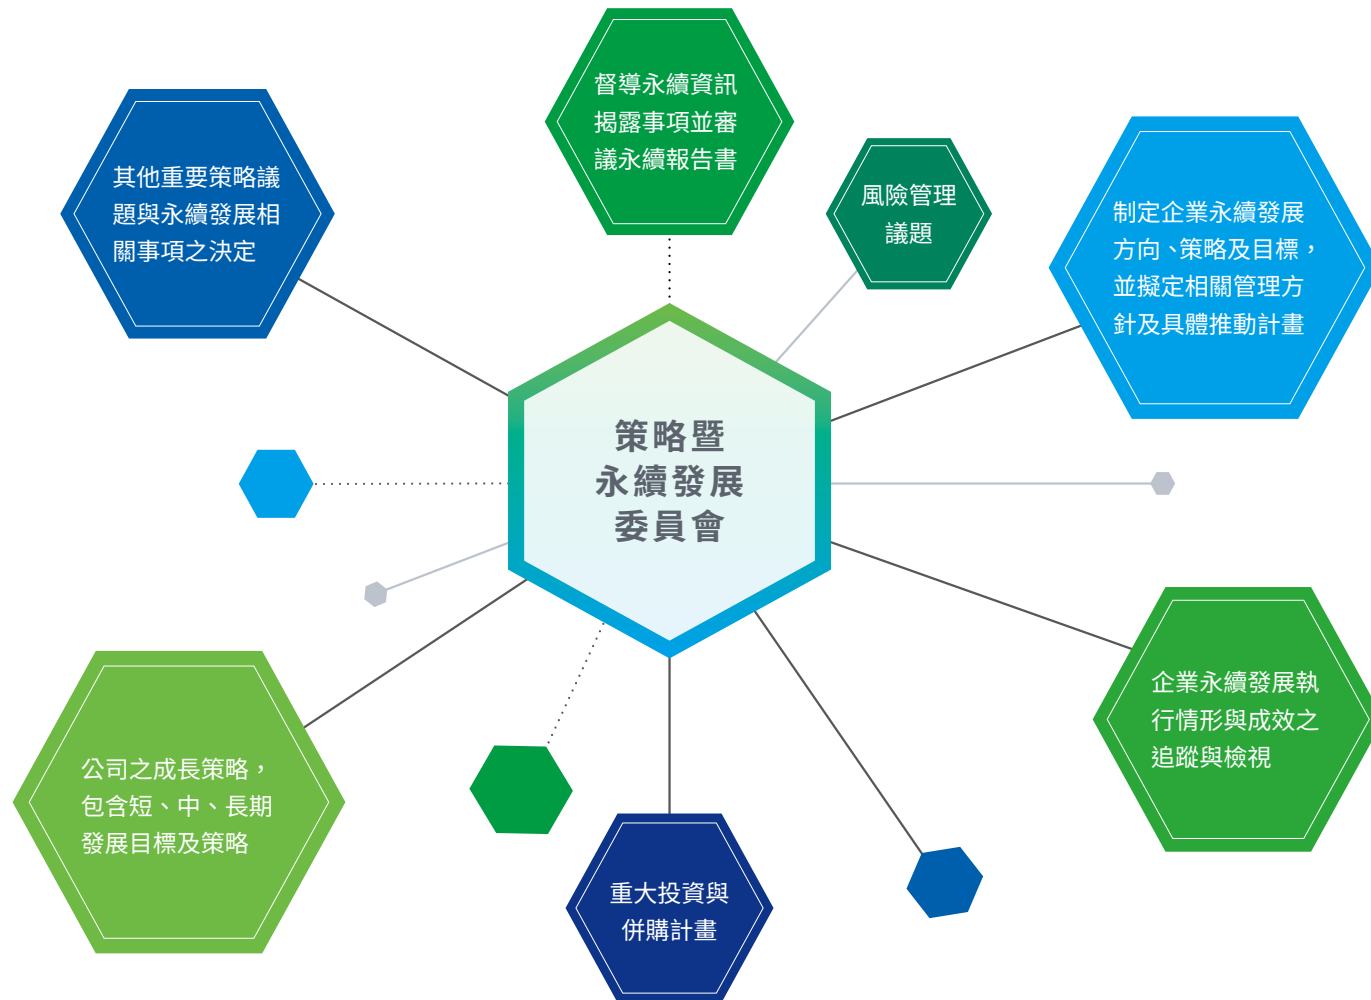 督導永續資訊
揭露事項並審
議永續報告書
其他重要策略議
題與永續發展相
關事項之決定
風險管理
議題
制定企業永續發展
方向、策略及目標，
並擬定相關管理方
針及具體推動計畫
策略暨
永續發展
委員會
企業永續發展執
行情形與成效之
追蹤與檢視
公司之成長策略，
包含短、中、長期
發展目標及策略
重大投資與
併購計畫